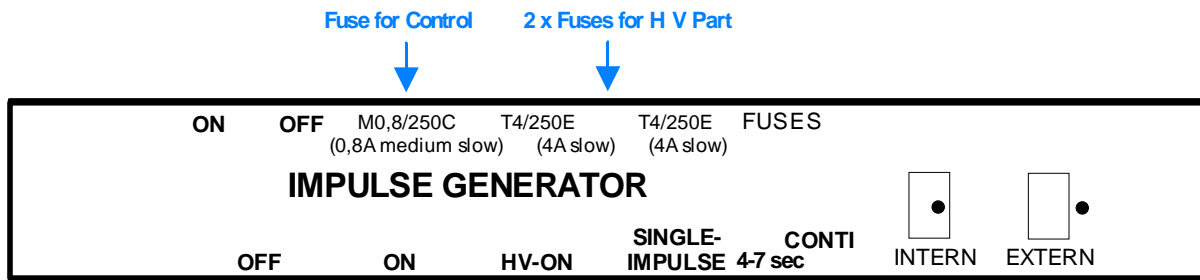 Fuse for Control 2 x Fuses for H V Part
ON OFF M0,8/250C T4/250E T4/250E FUSES
(0,8A medium slow) (4A slow) (4A slow)
IMPULSE GENERATOR
SINGLE- CONTI
OFF ON HV-ON IMPULSE 4-7 sec INTERN EXTERN